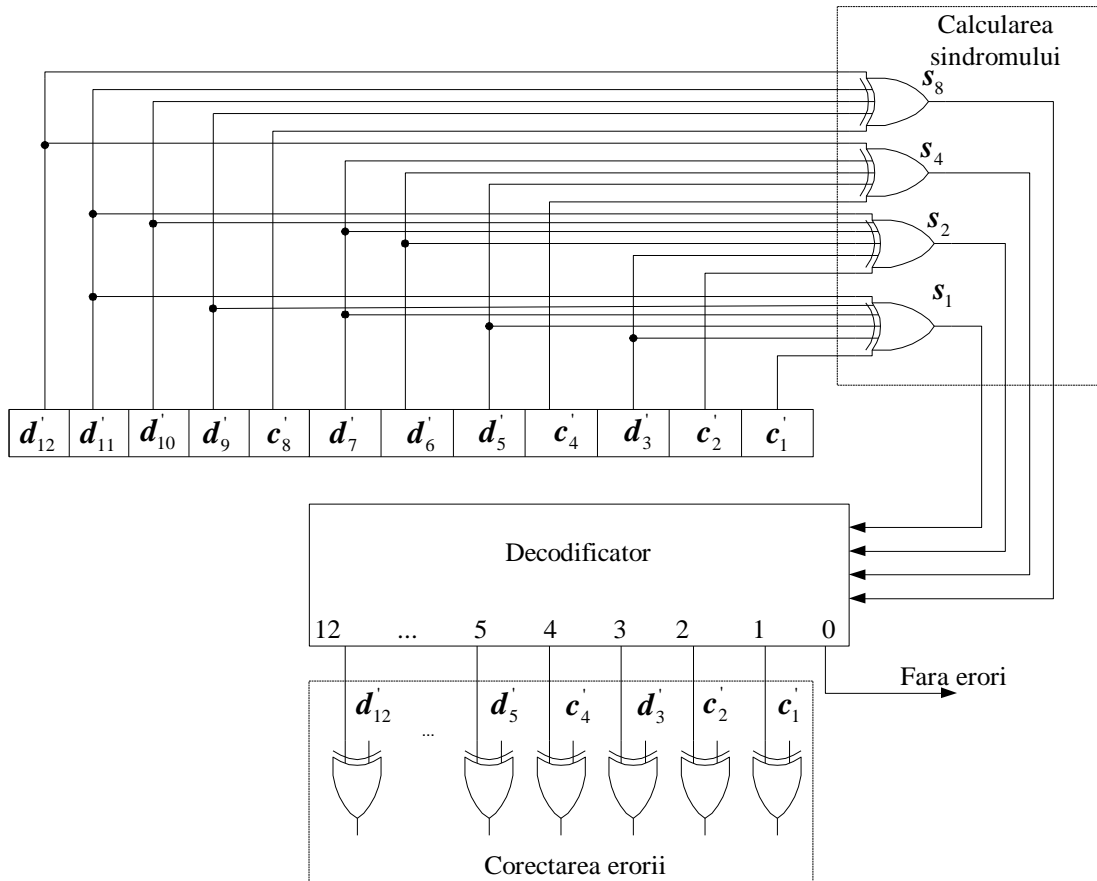 Calcularea
sindromului
s8
s4
s2
s1
d'12 d'11 d'10 d'9 c'8 d'7 d'6 d'5 c'4 d'3 c'2 c'1
Decodificator
12 ... 5 4 3 2 1 0
Fara erori
d'12 ... d'5 c'4 d'3 c'2 c'1
Corectarea erorii